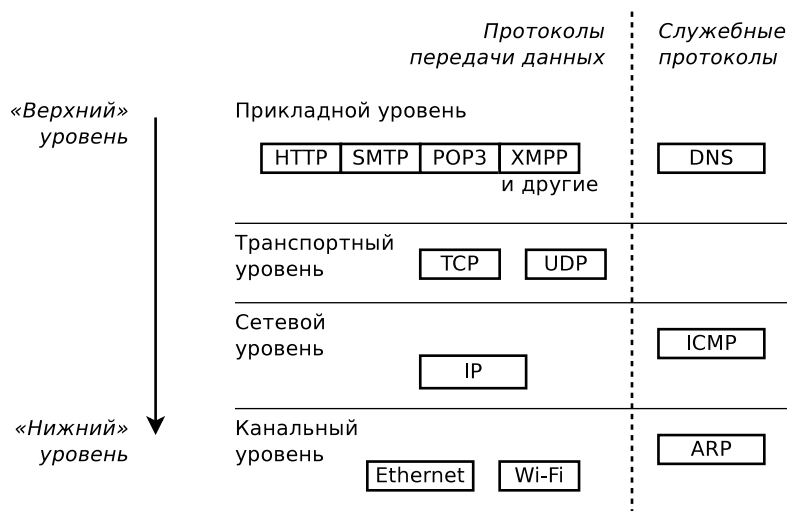 Протоколы
передачи данных
Служебные
протоколы
«Верхний»
уровень
Прикладной уровень
HTTP SMTP POP3 XMPP
и другие
DNS
Транспортный
уровень
TCP UDP
Сетевой
уровень
IP
ICMP
«Нижний»
уровень
Канальный
уровень
Ethernet Wi-Fi
ARP